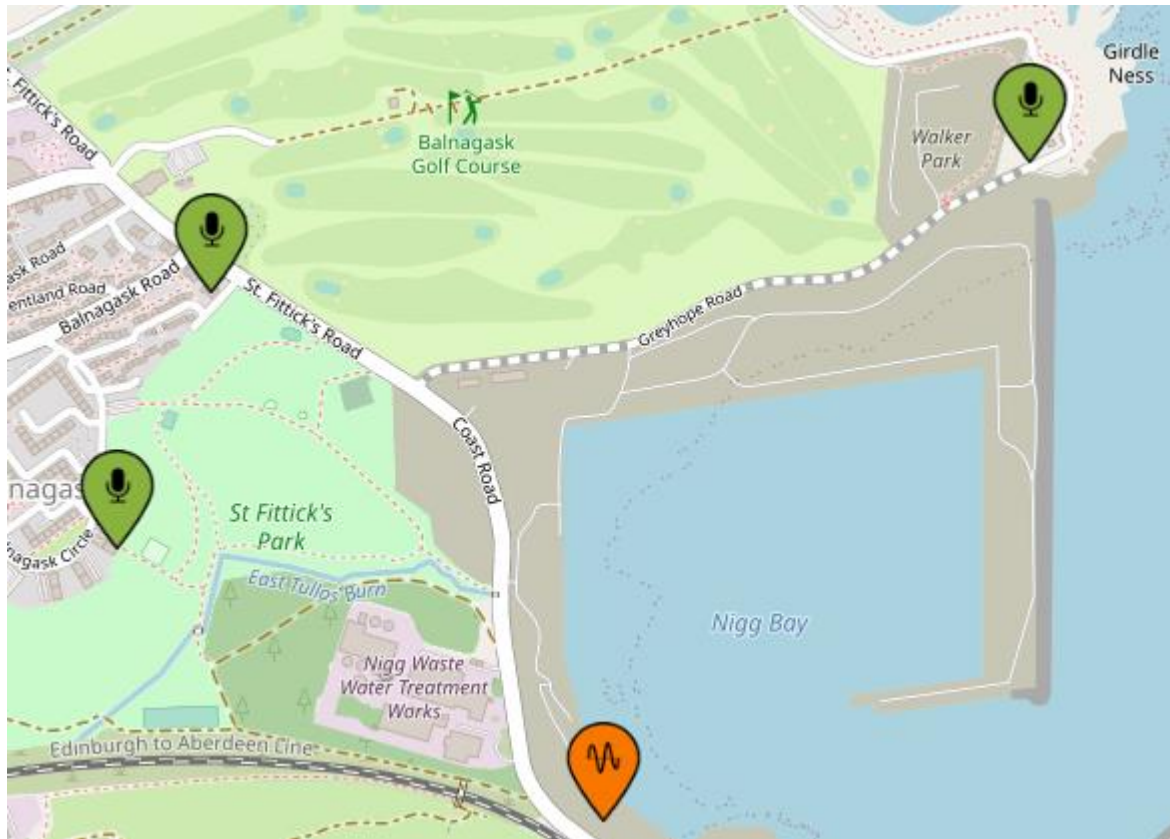 Girdle
Ness
Fittick's Road
Walker
Park
Balnagask
Golf Course
ask Road
entland Road
Balnagask Road
St. Fittick's Road
Greyhope Road
Coast Road
nagas
St Fittick's
Park
nagask Circle
East Tullos Burn
Nigg Bay
Nigg Waste
Water Treatment
Works
Edinburgh to Aberdeen Line